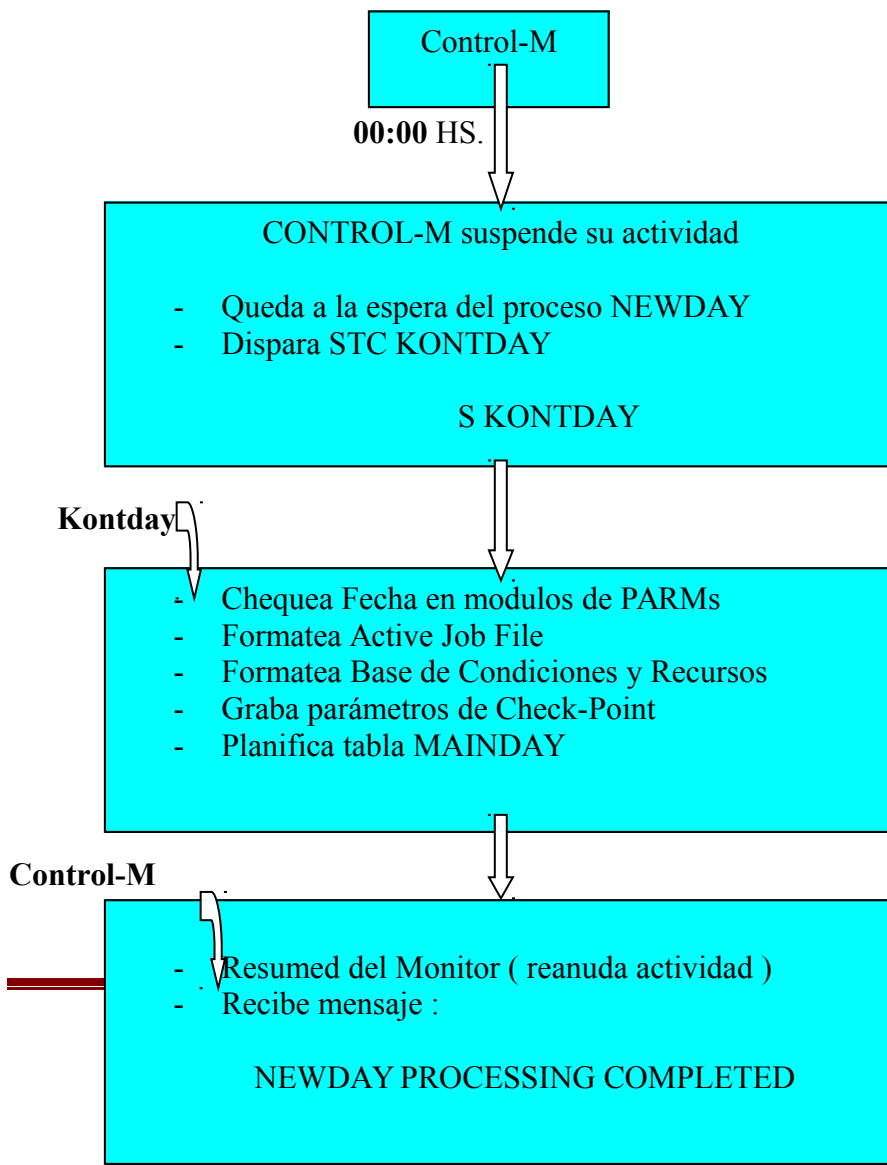 Control-M
00:00 HS.
CONTROL-M suspende su actividad
- Queda a la espera del proceso NEWDAY
- Dispara STC KONTDAY
S KONTDAY
Kontday
- Chequea Fecha en modulos de PARMs
- Formatea Active Job File
- Formatea Base de Condiciones y Recursos
- Graba parámetros de Check-Point
- Planifica tabla MAINDAY
Control-M
- Resumed del Monitor ( reanuda actividad )
- Recibe mensaje :
NEWDAY PROCESSING COMPLETED